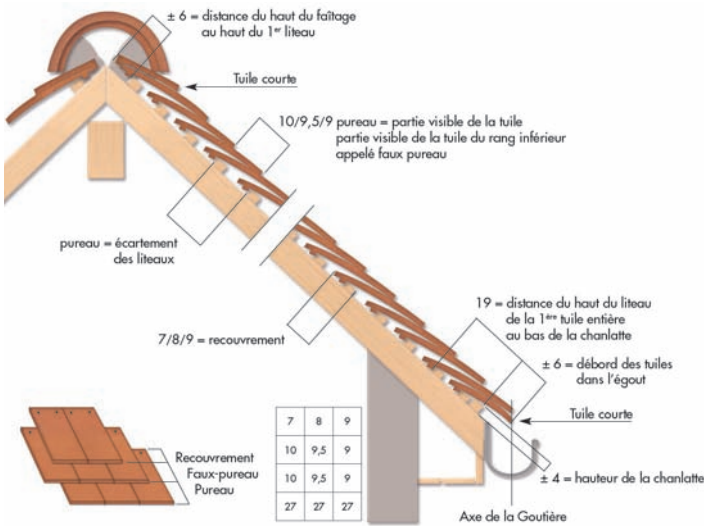 ± 6 = distance du haut du faîtage
au haut du 1er liteau
Tuile courte
10/9,5/9 pureau = partie visible de la tuile
partie visible de la tuile du rang inférieur
appelé faux pureau
pureau = écartement
des liteaux
7/8/9 = recouvrement
19 = distance du haut du liteau
de la 1ère tuile entière
au bas de la chanlatte
± 6 = débord des tuiles
dans l'égout
Tuile courte
± 4 = hauteur de la chanlatte
Axe de la Goutière
Recouvrement
Faux-pureau
Pureau
7 8 9
10 9,5 9
10 9,5 9
27 27 27